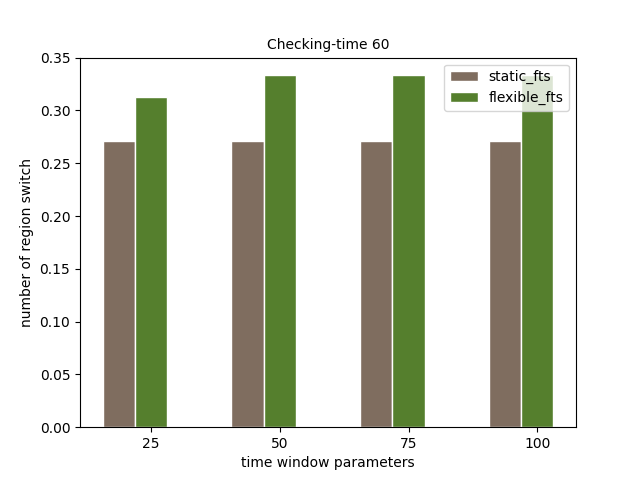 Checking-time 60
static_fts
flexible_fts
0.35
0.30
0.25
0.20
0.15
0.10
0.05
0.00
number of region switch
25 50 75 100
time window parameters